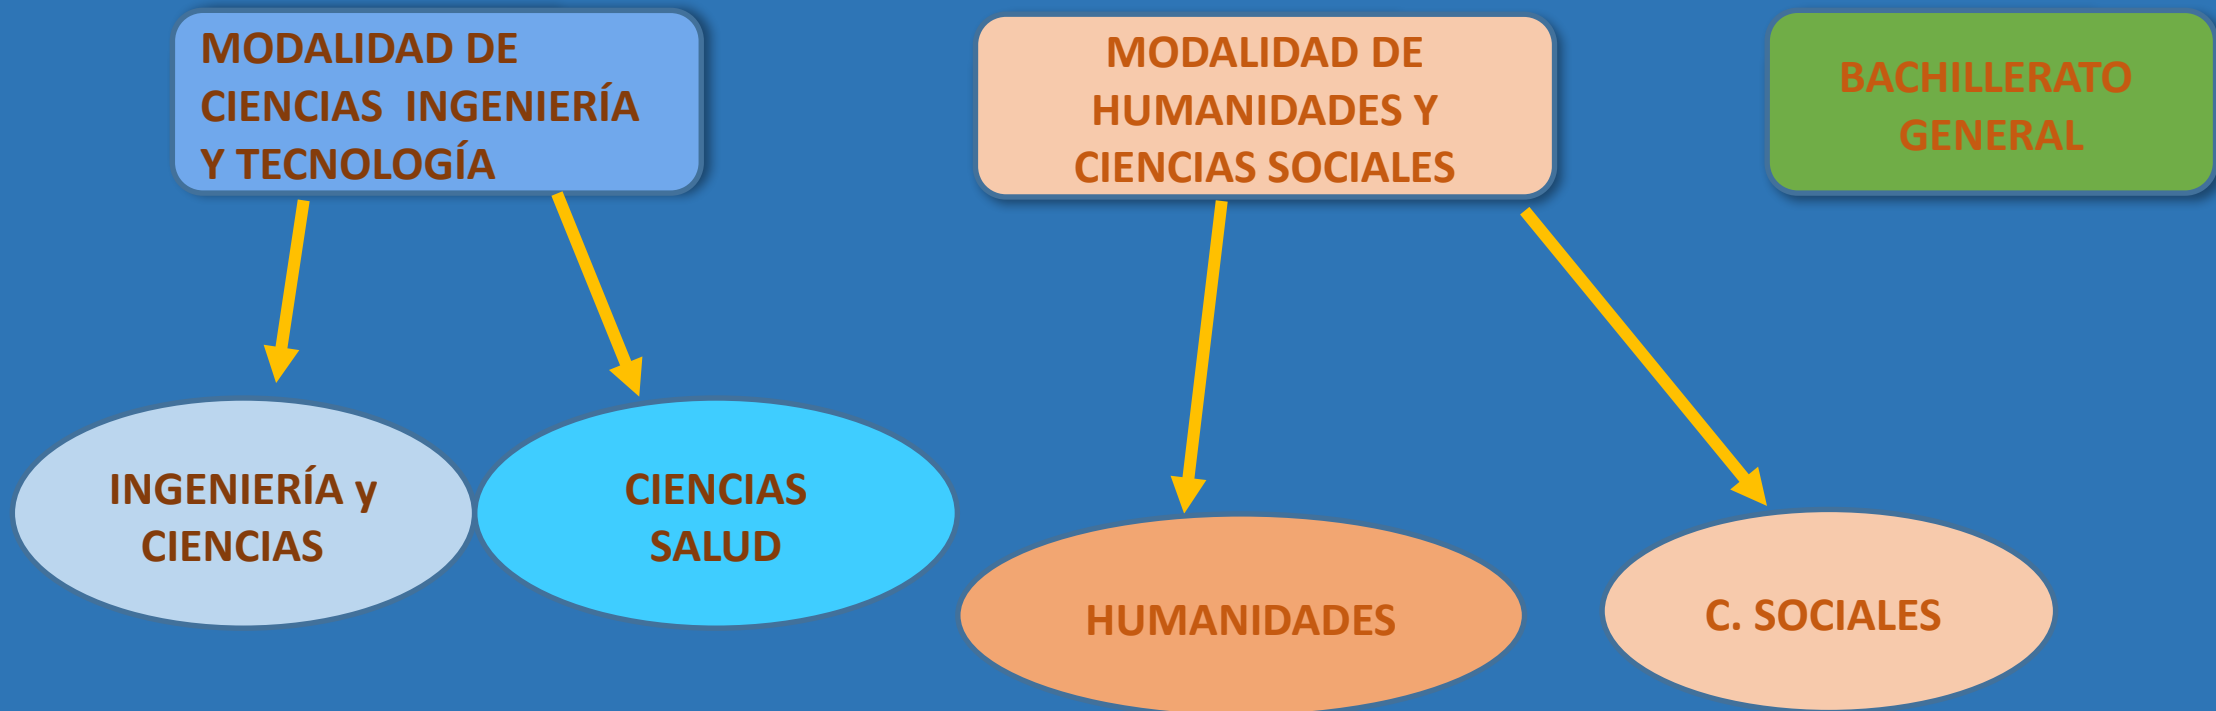 MODALIDAD DE
CIENCIAS  INGENIERÍA
Y TECNOLOGÍA
MODALIDAD DE
HUMANIDADES Y
CIENCIAS SOCIALES
BACHILLERATO
GENERAL
INGENIERÍA y
CIENCIAS
CIENCIAS
SALUD
HUMANIDADES
C. SOCIALES